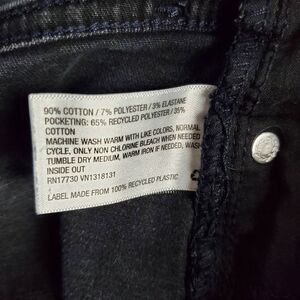 90% COTTON / 7% POLYESTER / 3% ELASTANE
POCKETING: 65% RECYCLED POLYESTER / 35%
COTTON
MACHINE WASH WARM WITH LIKE COLORS, NORMAL
CYCLE, ONLY NON CHLORINE BLEACH WHEN NEEDED
TUMBLE DRY MEDIUM, WARM IRON IF NEEDED, WASH
INSIDE OUT
RN17730 VN1318131
LABEL MADE FROM 100% RECYCLED PLASTIC